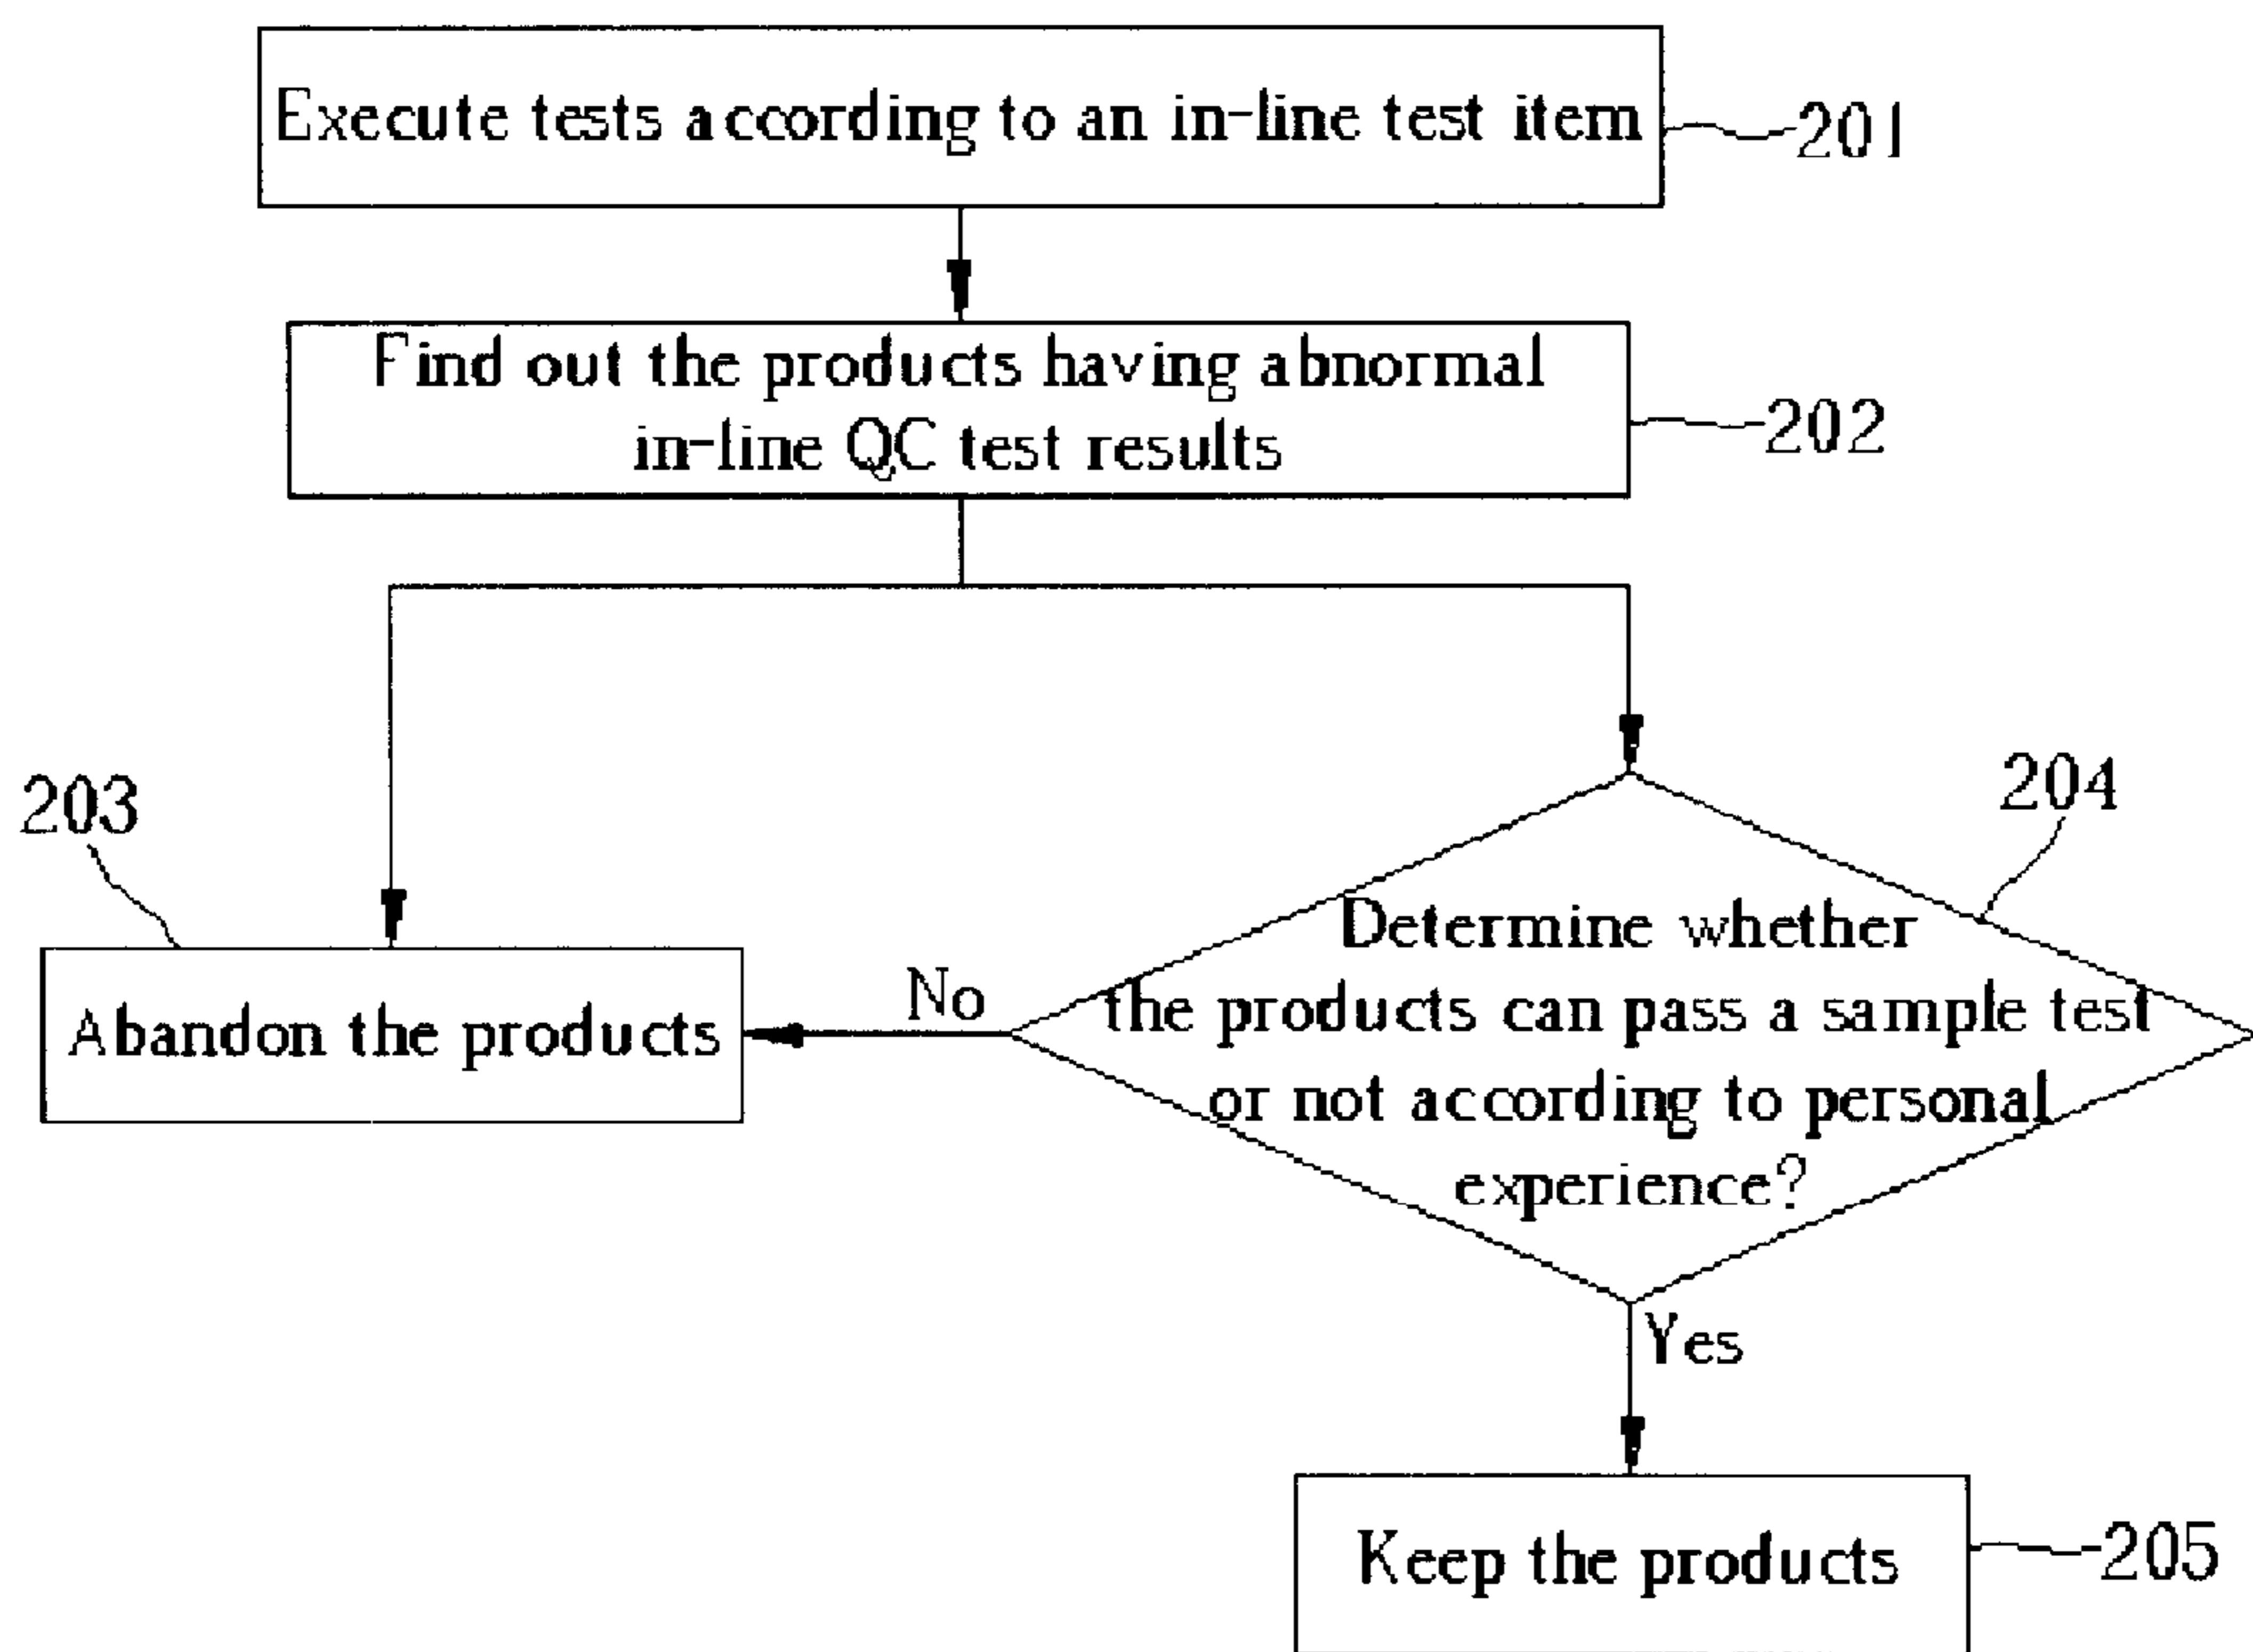 Execute tests according to an in-line test item
201
Find out the products having abnormal
in-line QC test results
202
203
204
Abandon the products
No
Determine whether
the products can pass a sample test
or not according to personal
experience?
Yes
Keep the products
205